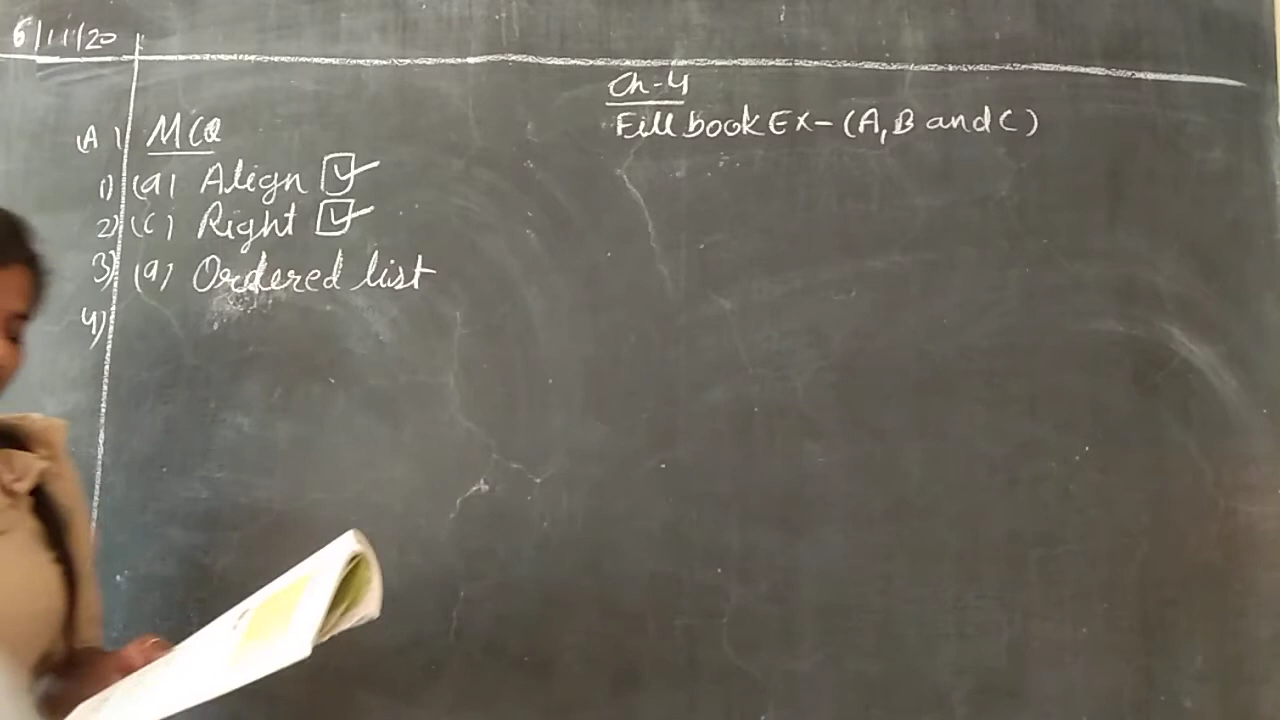 6/11/20
Ch-4
Fill book Ex- (A, B and C)
(A) MCQ
1) (a) Align ✓
2) (c) Right ✓
3) (a) Ordered list
4)